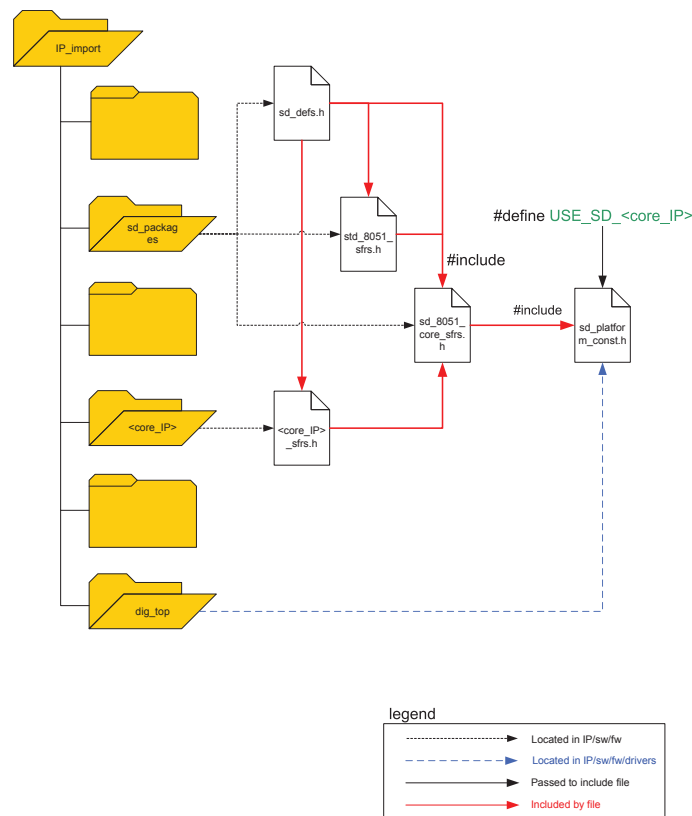 IP_import
sd_defs.h
sd_packag
es
std_8051_
sfrs.h
#define USE_SD_<core_IP>
#include
#include
sd_8051_
core_sfrs.
h
sd_platfor
m_const.h
<core_IP>
<core_IP>
_sfrs.h
dig_top
legend
Located in IP/sw/fw
Located in IP/sw/fw/drivers
Passed to include file
Included by file